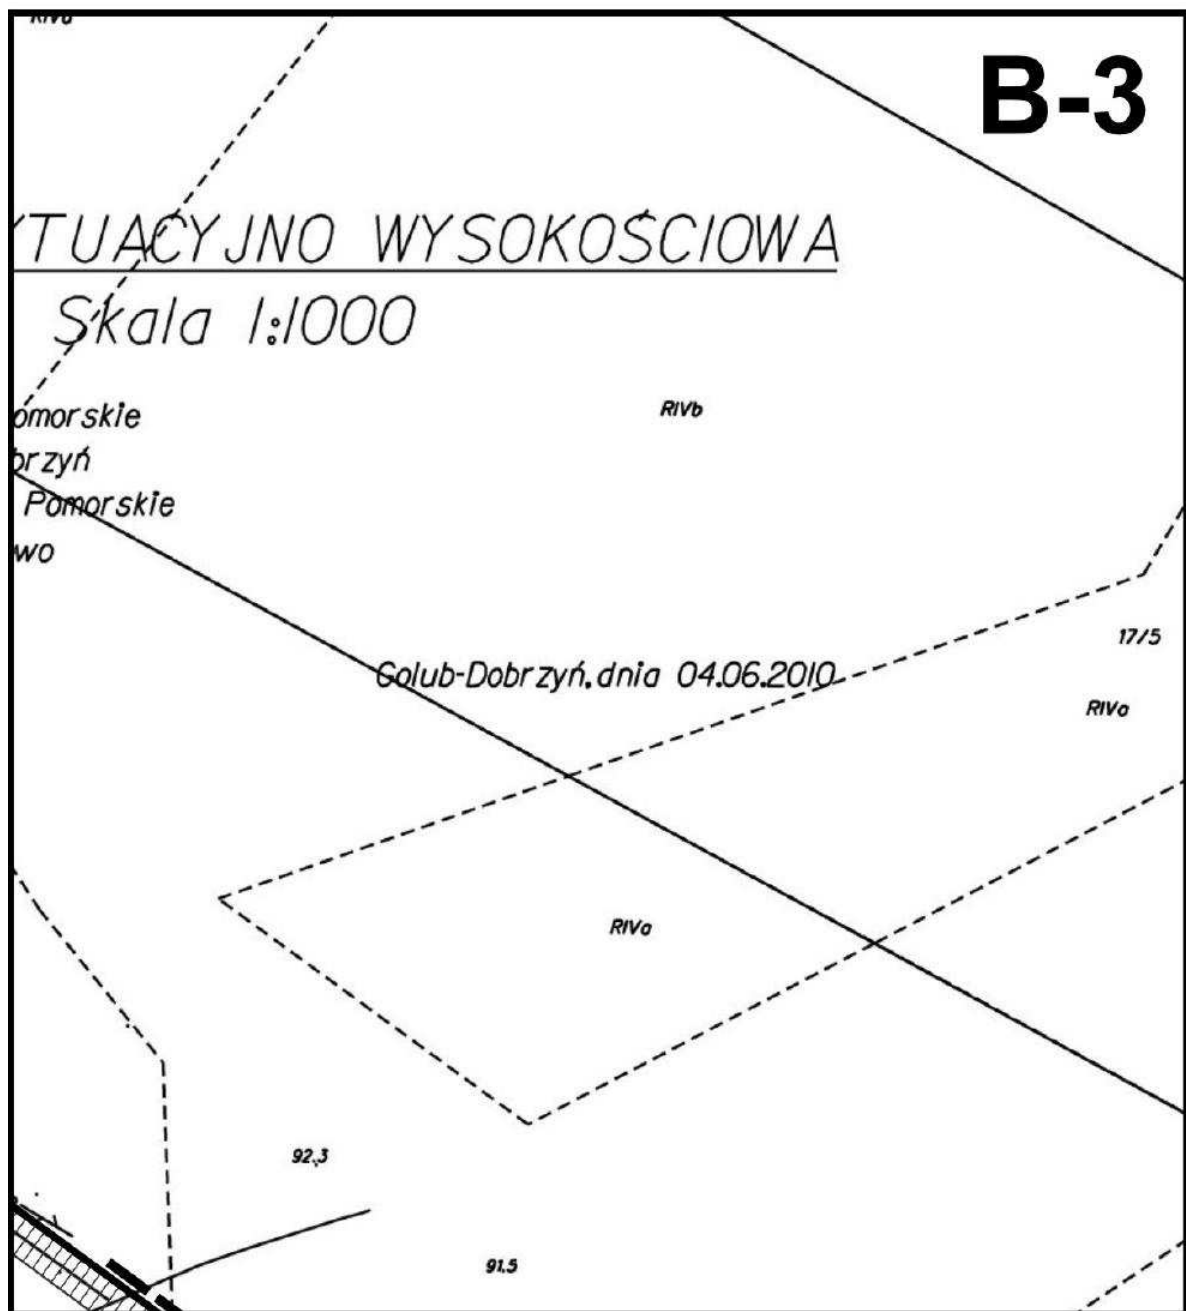 RIVa
B-3
YTUACYJNO WYSOKOŚCIOWA
Skala 1:1000
omorskie
RIVb
brzyń
Pomorskie
wo
17/5
Golub-Dobrzyń,dnia 04.06.2010
RIVa
RIVa
92,3
91.5